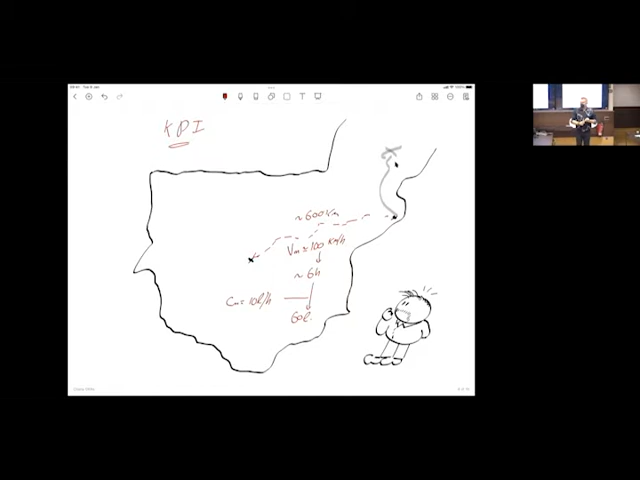 KPI
~600 Km
Vm = 100 Km/h
~ 6h
Cm = 10l/h
60l.